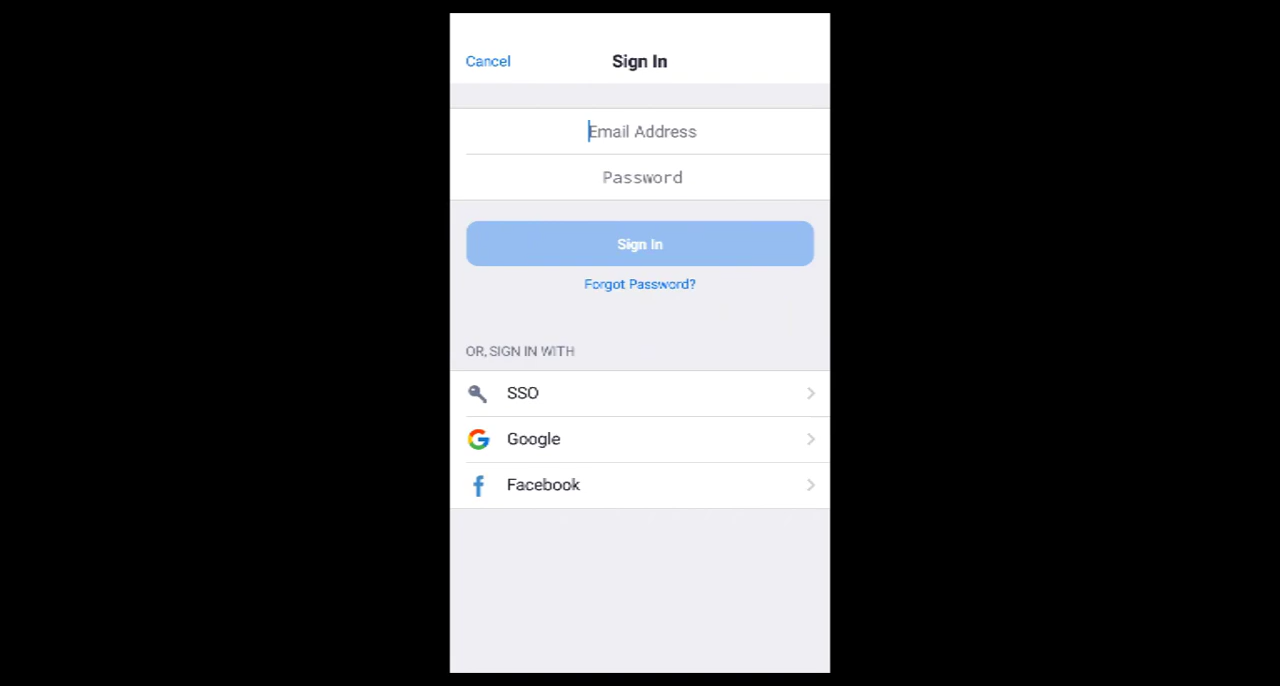 Cancel
Sign In
Email Address
Password
Sign In
Forgot Password?
OR, SIGN IN WITH
SSO
Google
Facebook